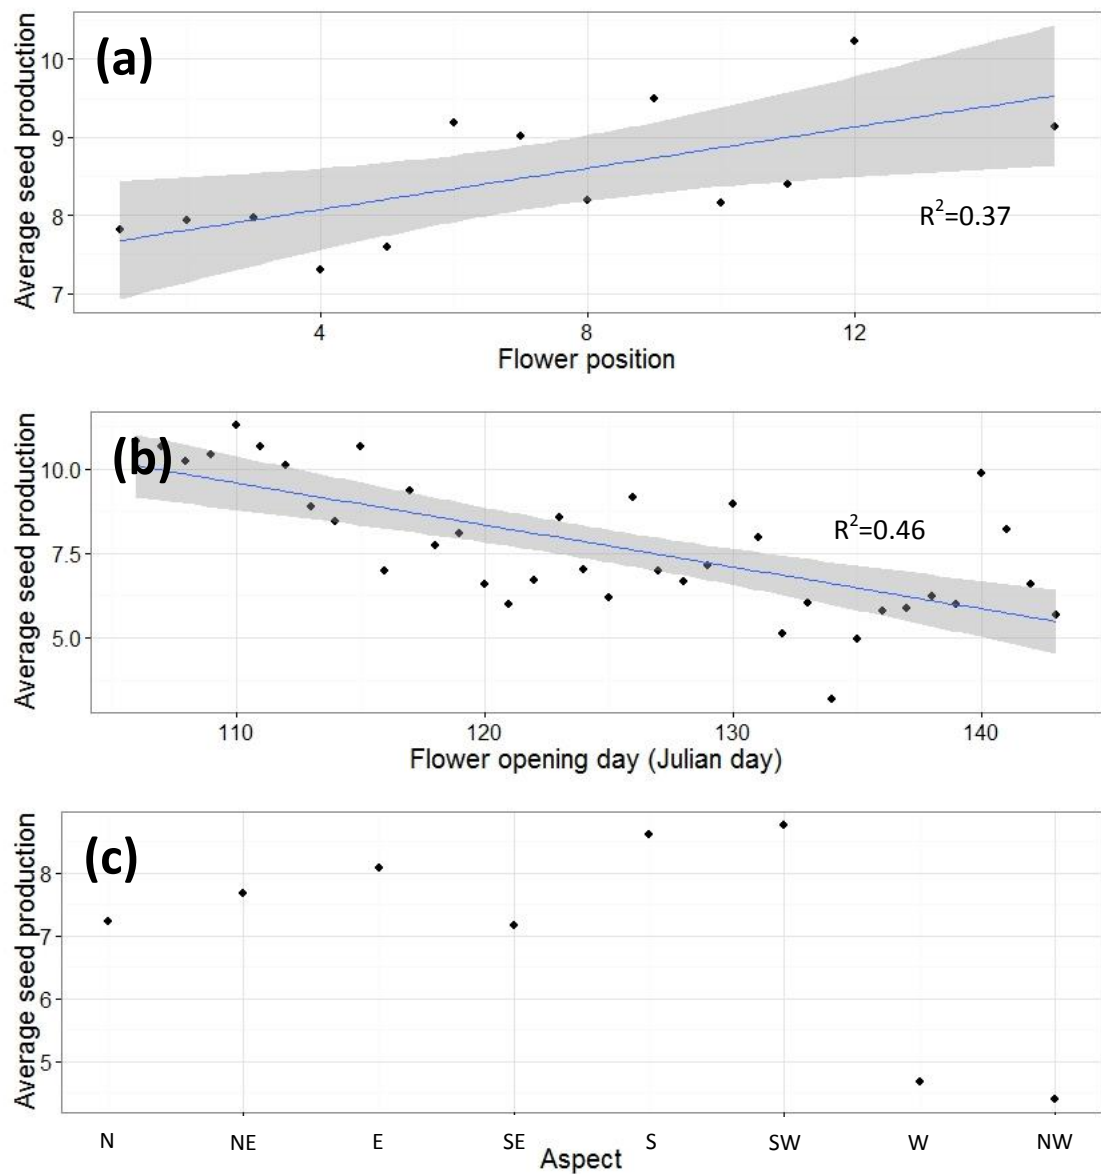 (a)
Average seed production
10
9
8
7
R²=0.37
4 8 12
Flower position
(b)
Average seed production
10.0
7.5
5.0
R²=0.46
110 120 130 140
Flower opening day (Julian day)
(c)
Average seed production
8
7
6
5
N NE E SE S SW W NW
Aspect